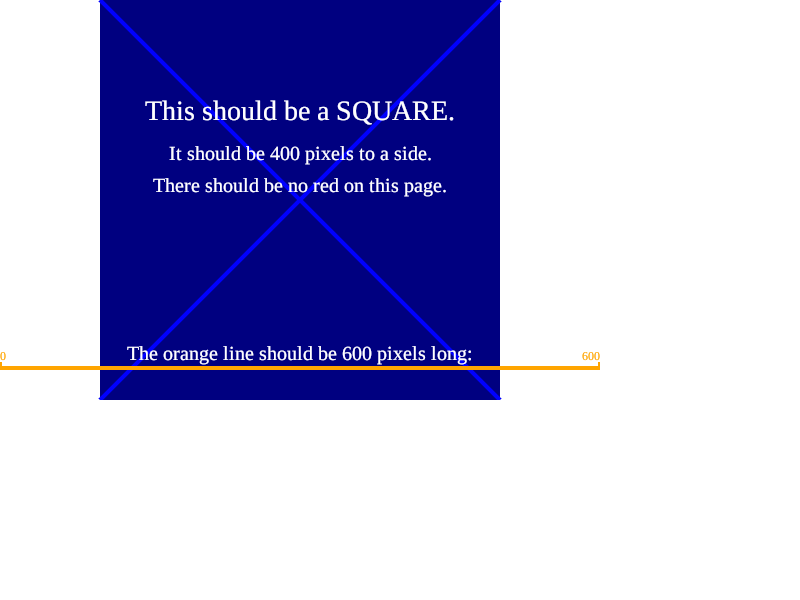 This should be a SQUARE.
It should be 400 pixels to a side.
There should be no red on this page.
The orange line should be 600 pixels long:
0 600